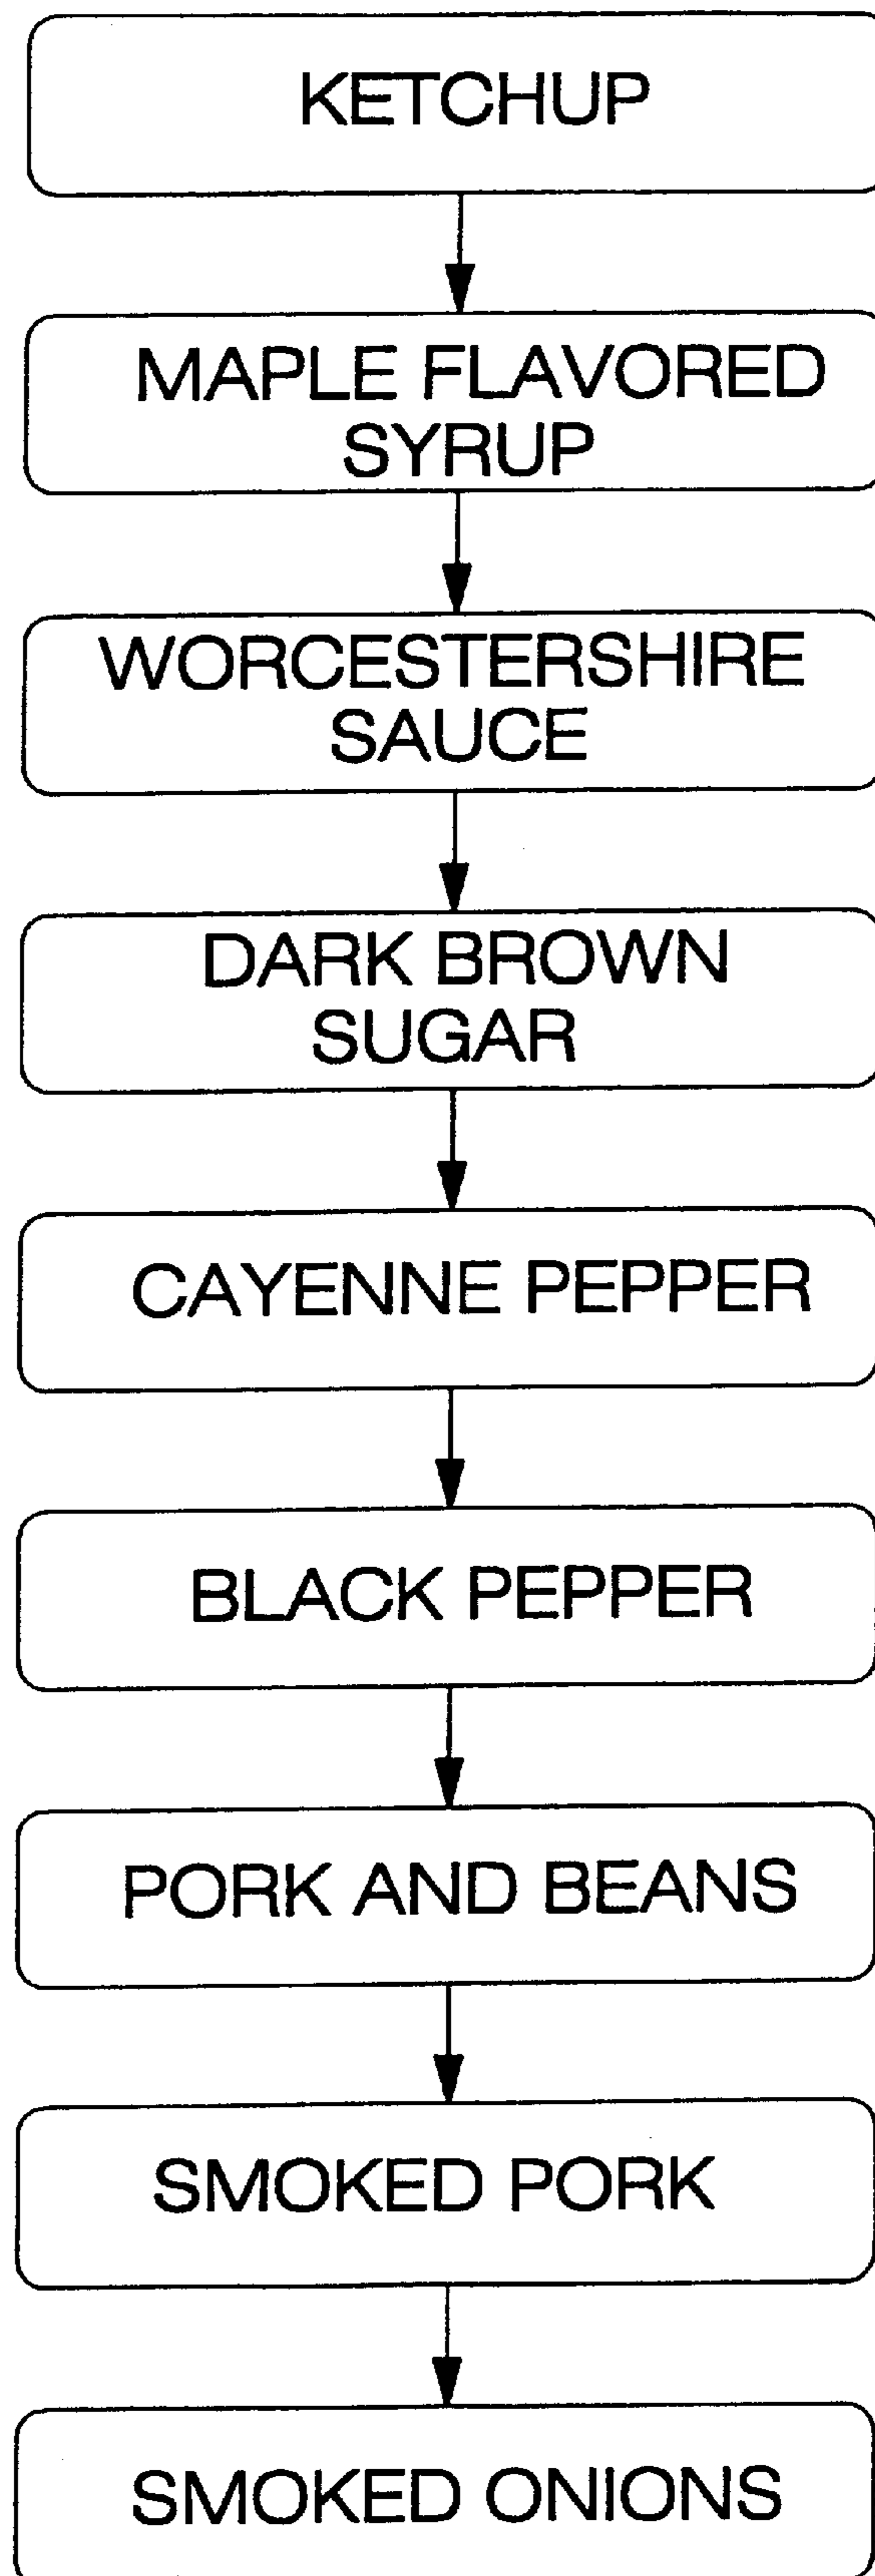 KETCHUP
MAPLE FLAVORED
SYRUP
WORCESTERSHIRE
SAUCE
DARK BROWN
SUGAR
CAYENNE PEPPER
BLACK PEPPER
PORK AND BEANS
SMOKED PORK
SMOKED ONIONS